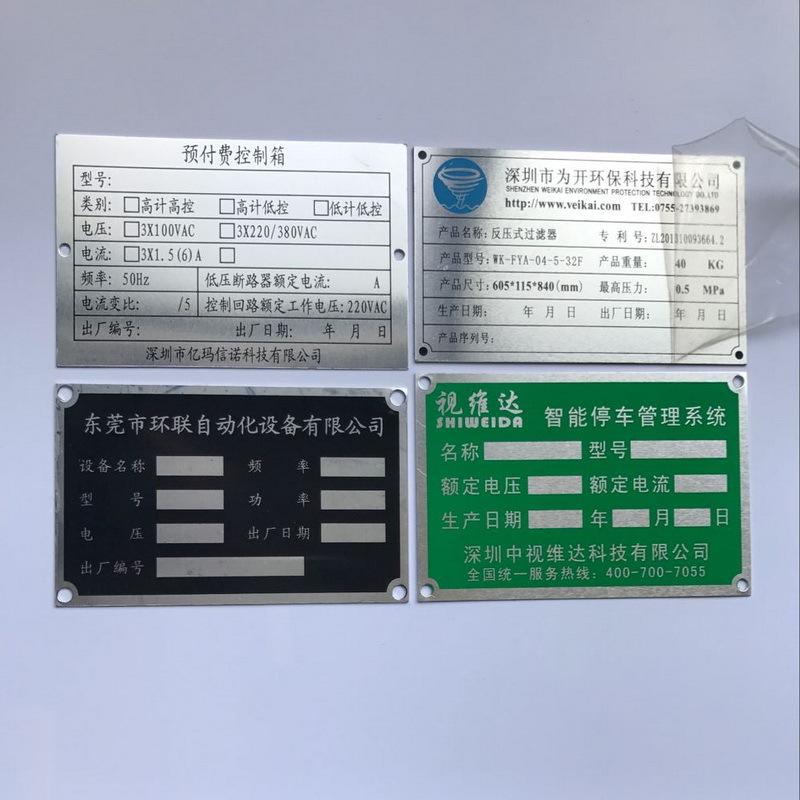 预付费控制箱
型号:
类别: □高计高控 □高计低控 □低计低控
电压: □3X100VAC □3X220/380VAC
电流: □3X1.5(6)A □
频率: 50Hz 低压断路器额定电流: A
电流变比: /5 控制回路额定工作电压: 220VAC
出厂编号: 出厂日期: 年 月 日
深圳市亿玛信诺科技有限公司
深圳市为开环保科技有限公司
SHENZHEN WEIKAI ENVIRONMENT PROTECTION TECHNOLOGY CO.,LTD
http://www.veikai.com TEL:0755-27393869
产品名称: 反压式过滤器 专利号: ZL201310093664.2
产品型号: WK-FYA-04-5-32F 产品重量: 40 KG
产品尺寸: 605*115*840(mm) 最高压力: 0.5 MPa
生产日期: 年 月 日 出厂日期: 年 月 日
产品序列号:
东莞市环联自动化设备有限公司
设备名称 频率
型号 功率
电压 出厂日期
出厂编号
视维达
SHIWEIDA 智能停车管理系统
名称 型号
额定电压 额定电流
生产日期 年 月 日
深圳中视维达科技有限公司
全国统一服务热线: 400-700-7055